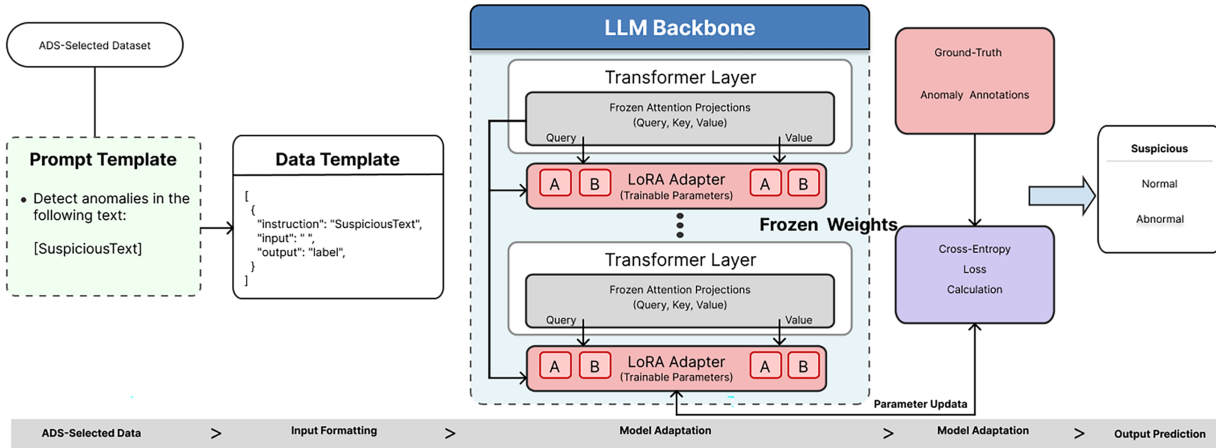 ADS-Selected Dataset
Prompt Template
• Detect anomalies in the
following text:
[SuspiciousText]
Data Template
[
{
"instruction": "SuspiciousText",
"input": " ",
"output": "label",
}
]
LLM Backbone
Transformer Layer
Frozen Attention Projections
(Query, Key, Value)
Query
Value
A
B
LoRA Adapter
(Trainable Parameters)
A
B
Frozen Weights
Transformer Layer
Frozen Attention Projections
(Query, Key, Value)
Query
Value
A
B
LoRA Adapter
(Trainable Parameters)
A
B
Ground-Truth
Anomaly Annotations
Cross-Entropy
Loss
Calculation
Parameter Updata
Suspicious
Normal
Abnormal
ADS-Selected Data > Input Formatting > Model Adaptation > Model Adaptation > Output Prediction